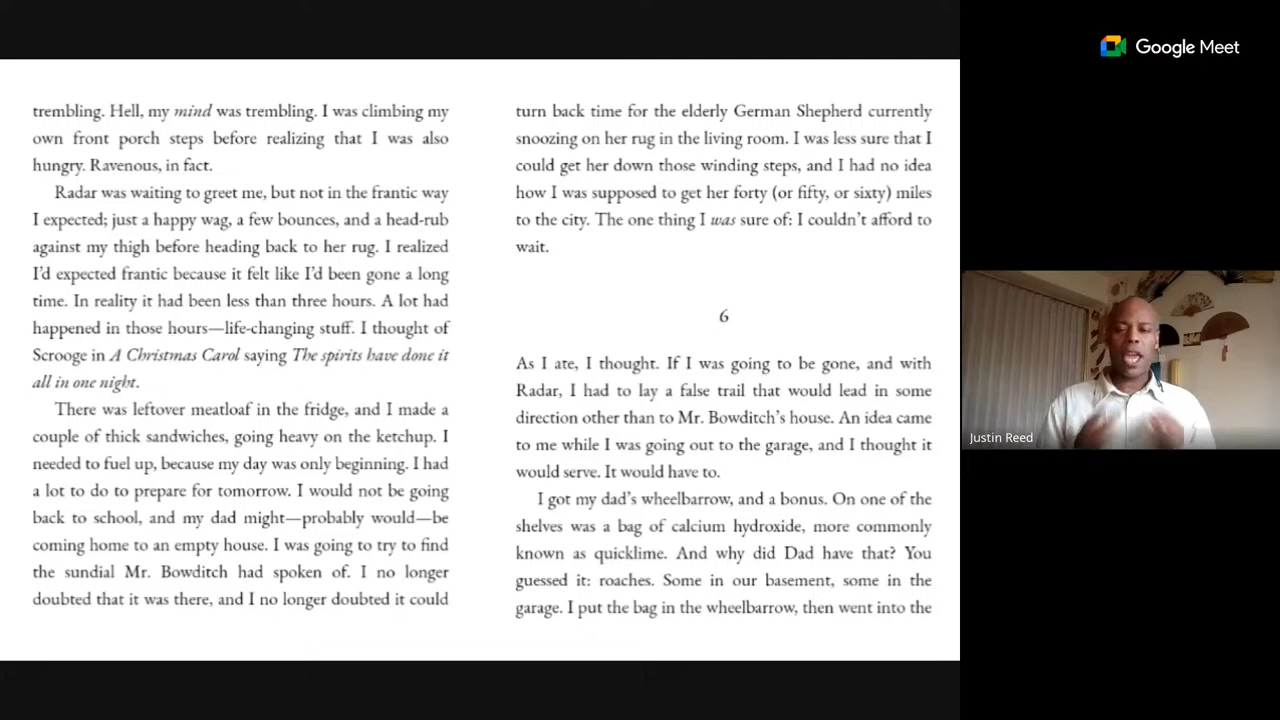 trembling. Hell, my mind was trembling. I was climbing my
own front porch steps before realizing that I was also
hungry. Ravenous, in fact.
Radar was waiting to greet me, but not in the frantic way
I expected; just a happy wag, a few bounces, and a head-rub
against my thigh before heading back to her rug. I realized
I'd expected frantic because it felt like I'd been gone a long
time. In reality it had been less than three hours. A lot had
happened in those hours—life-changing stuff. I thought of
Scrooge in A Christmas Carol saying The spirits have done it
all in one night.
There was leftover meatloaf in the fridge, and I made a
couple of thick sandwiches, going heavy on the ketchup. I
needed to fuel up, because my day was only beginning. I had
a lot to do to prepare for tomorrow. I would not be going
back to school, and my dad might—probably would—be
coming home to an empty house. I was going to try to find
the sundial Mr. Bowditch had spoken of. I no longer
doubted that it was there, and I no longer doubted it could
turn back time for the elderly German Shepherd currently
snoozing on her rug in the living room. I was less sure that I
could get her down those winding steps, and I had no idea
how I was supposed to get her forty (or fifty, or sixty) miles
to the city. The one thing I was sure of: I couldn't afford to
wait.
6
As I ate, I thought. If I was going to be gone, and with
Radar, I had to lay a false trail that would lead in some
direction other than to Mr. Bowditch's house. An idea came
to me while I was going out to the garage, and I thought it
would serve. It would have to.
I got my dad's wheelbarrow, and a bonus. On one of the
shelves was a bag of calcium hydroxide, more commonly
known as quicklime. And why did Dad have that? You
guessed it: roaches. Some in our basement, some in the
garage. I put the bag in the wheelbarrow, then went into the
Google Meet
Justin Reed